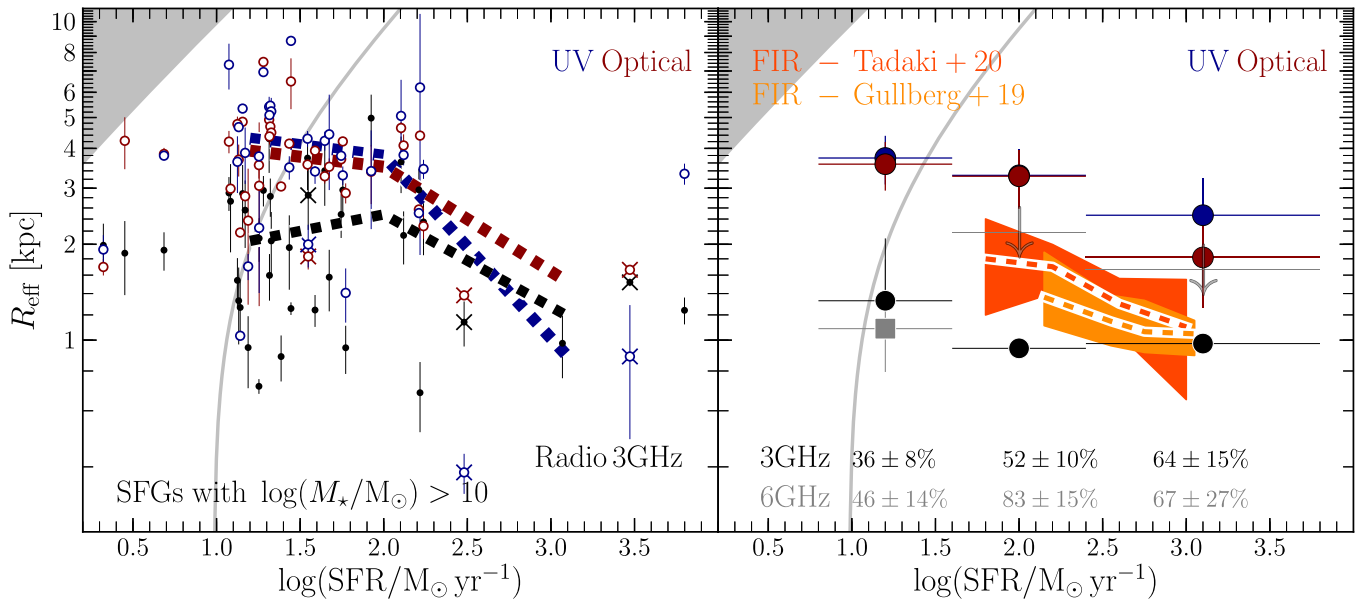 10
8
6
5
4
3
2
1
R_eff [kpc]
Radio 3GHz
SFGs with log(M⋆/M⊙) > 10
0.5 1.0 1.5 2.0 2.5 3.0 3.5
log(SFR/M⊙ yr⁻¹)
UV Optical
FIR − Tadaki + 20
FIR − Gullberg + 19
UV Optical
3GHz 36 ± 8% 52 ± 10% 64 ± 15%
6GHz 46 ± 14% 83 ± 15% 67 ± 27%
0.5 1.0 1.5 2.0 2.5 3.0 3.5
log(SFR/M⊙ yr⁻¹)